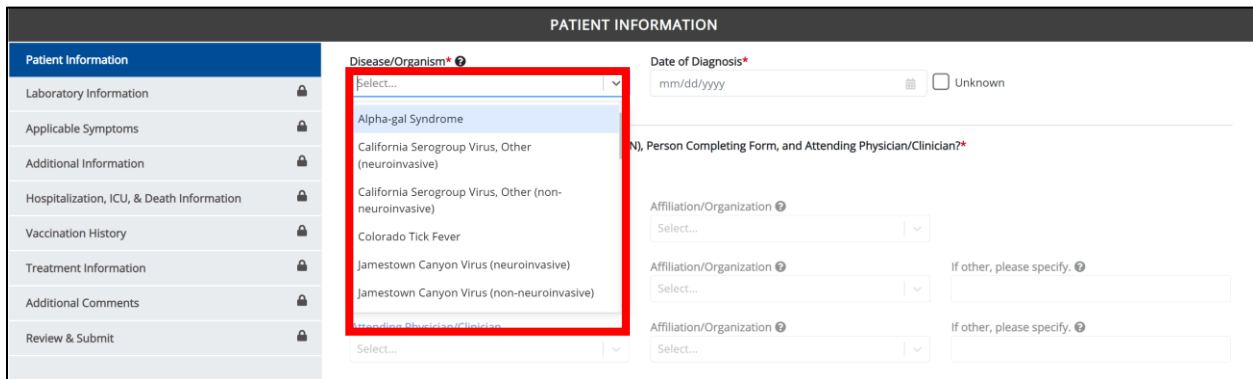 PATIENT INFORMATION
Patient Information
Laboratory Information
Applicable Symptoms
Additional Information
Hospitalization, ICU, & Death Information
Vaccination History
Treatment Information
Additional Comments
Review & Submit
Disease/Organism*
Select...
Date of Diagnosis*
mm/dd/yyyy
Unknown
Alpha-gal Syndrome
California Serogroup Virus, Other
(neuroinvasive)
California Serogroup Virus, Other (non-
neuroinvasive)
Colorado Tick Fever
Jamestown Canyon Virus (neuroinvasive)
Jamestown Canyon Virus (non-neuroinvasive)
N), Person Completing Form, and Attending Physician/Clinician?*
Affiliation/Organization
Select...
Affiliation/Organization
Select...
If other, please specify.
Attending Physician/Clinician
Select...
Affiliation/Organization
Select...
If other, please specify.